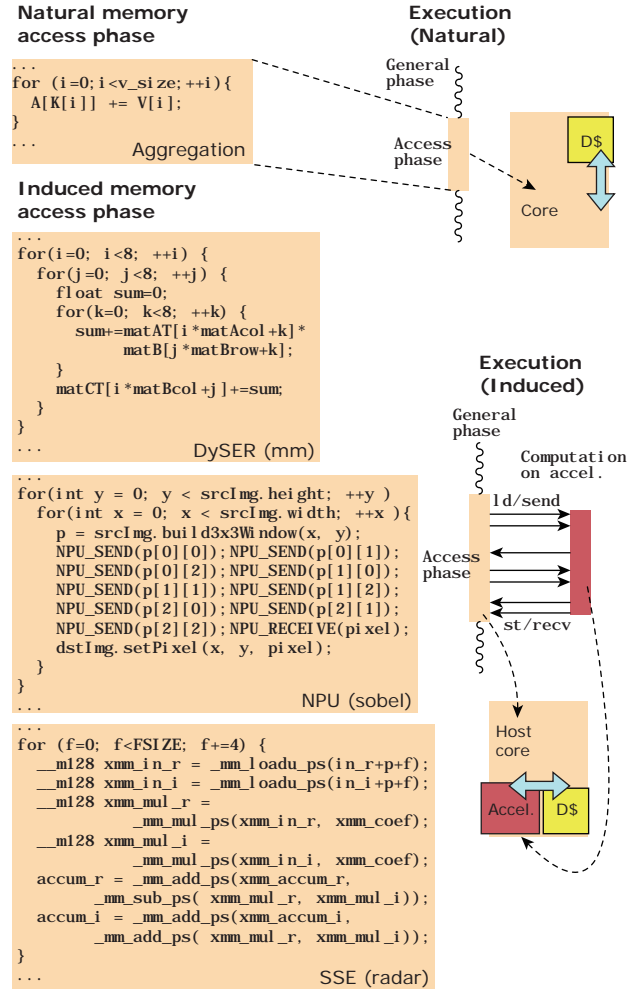 Natural memory
access phase
...
for (i=0;i<v_size;++i){
  A[K[i]] += V[i];
}
...
Aggregation
Execution
(Natural)
General
phase
Access
phase
D$
Core
Induced memory
access phase
...
for(i=0; i<8; ++i) {
  for(j=0; j<8; ++j) {
    float sum=0;
    for(k=0; k<8; ++k) {
      sum+=matAT[i*matAcol+k]*
           matB[j*matBrow+k];
    }
    matCT[i*matBcol+j]+=sum;
  }
}
...
DySER (mm)
...
for(int y = 0; y < srcImg.height; ++y )
  for(int x = 0; x < srcImg.width; ++x ){
    p = srcImg.build3x3Window(x, y);
    NPU_SEND(p[0][0]);NPU_SEND(p[0][1]);
    NPU_SEND(p[0][2]);NPU_SEND(p[1][0]);
    NPU_SEND(p[1][1]);NPU_SEND(p[1][2]);
    NPU_SEND(p[2][0]);NPU_SEND(p[2][1]);
    NPU_SEND(p[2][2]);NPU_RECEIVE(pixel);
    dstImg.setPixel(x, y, pixel);
  }
}
...
NPU (sobel)
...
for (f=0; f<FSIZE; f+=4) {
  __m128 xmm_in_r = _mm_loadu_ps(in_r+p+f);
  __m128 xmm_in_i = _mm_loadu_ps(in_i+p+f);
  __m128 xmm_mul_r =
            _mm_mul_ps(xmm_in_r, xmm_coef);
  __m128 xmm_mul_i =
            _mm_mul_ps(xmm_in_i, xmm_coef);
  accum_r = _mm_add_ps(xmm_accum_r,
        _mm_sub_ps( xmm_mul_r, xmm_mul_i));
  accum_i = _mm_add_ps(xmm_accum_i,
        _mm_add_ps( xmm_mul_r, xmm_mul_i));
}
...
SSE (radar)
Execution
(Induced)
General
phase
Computation
on accel.
ld/send
Access
phase
st/recv
Host
core
Accel.
D$